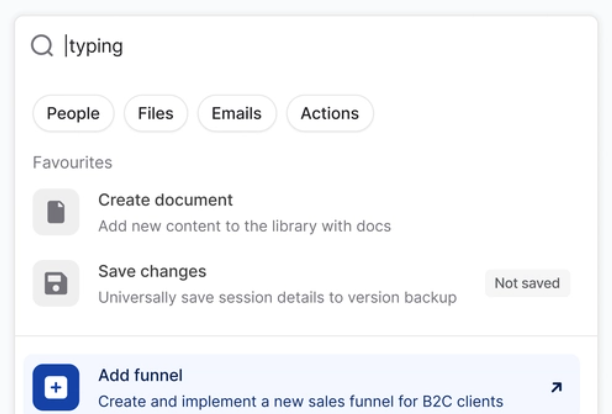 typing
People Files Emails Actions
Favourites
Create document
Add new content to the library with docs
Save changes
Universally save session details to version backup
Not saved
Add funnel
Create and implement a new sales funnel for B2C clients